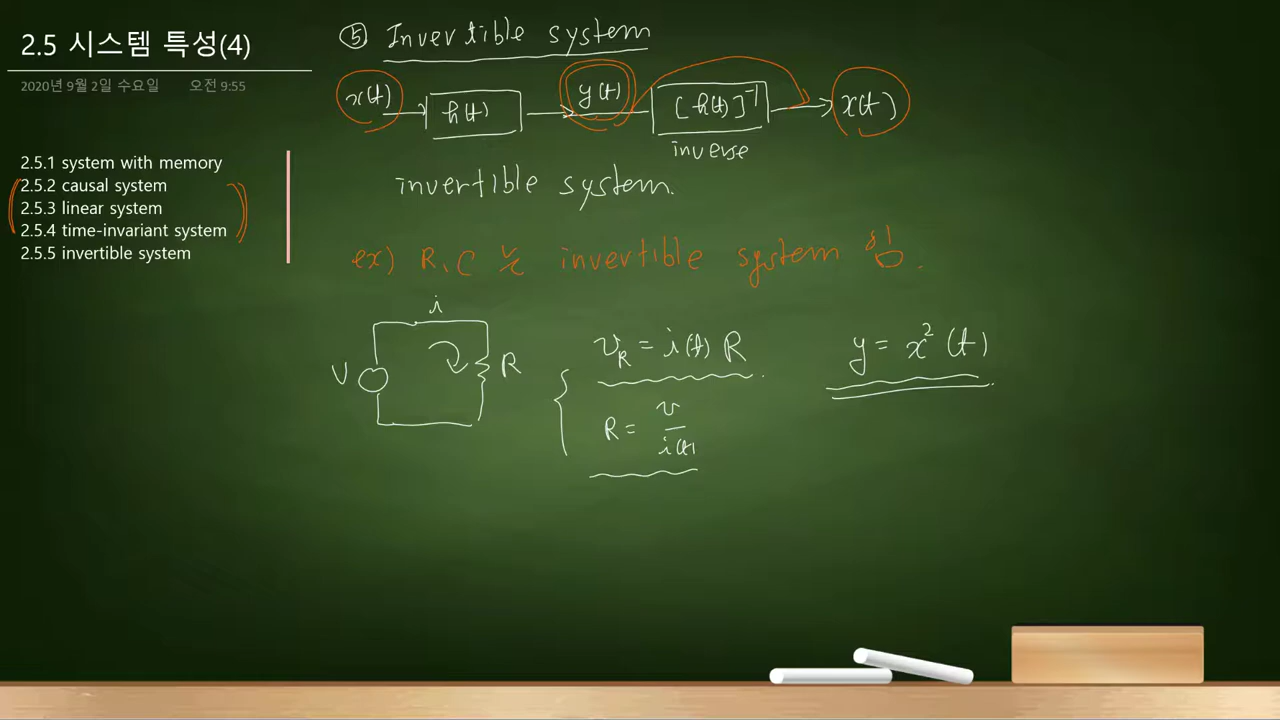 2.5 시스템 특성(4)
2020년 9월 2일 수요일 오전 9:55
2.5.1 system with memory
2.5.2 causal system
2.5.3 linear system
2.5.4 time-invariant system
2.5.5 invertible system
⑤ Invertible system
x(t) → h(t) → y(t) → [h(t)]⁻¹ → x(t)
inverse
invertible system.
ex) R, C 는 invertible system 임.
i
V R
v_R = i(t) R
R = v / i(t)
y = x²(t)